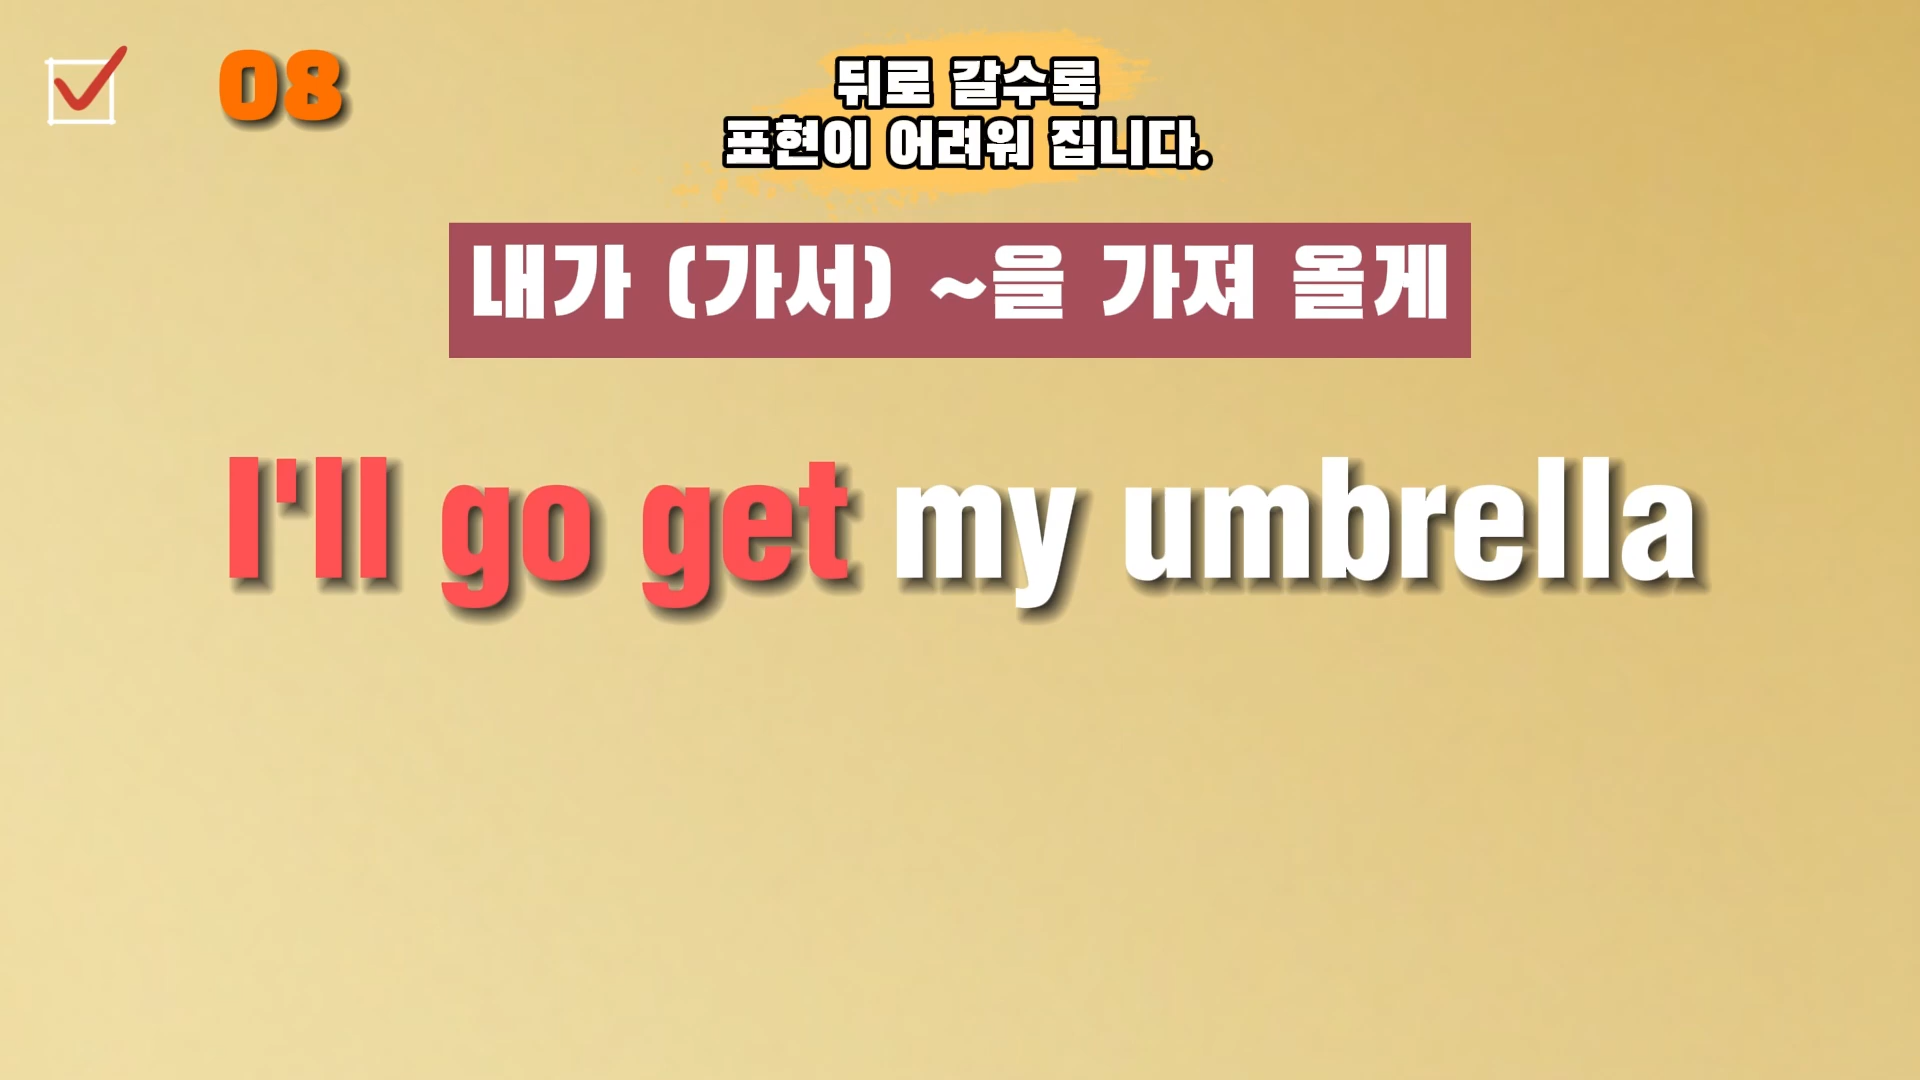 08
뒤로 갈수록
표현이 어려워 집니다.
내가 (가서) ~을 가져 올게
I'll go get my umbrella